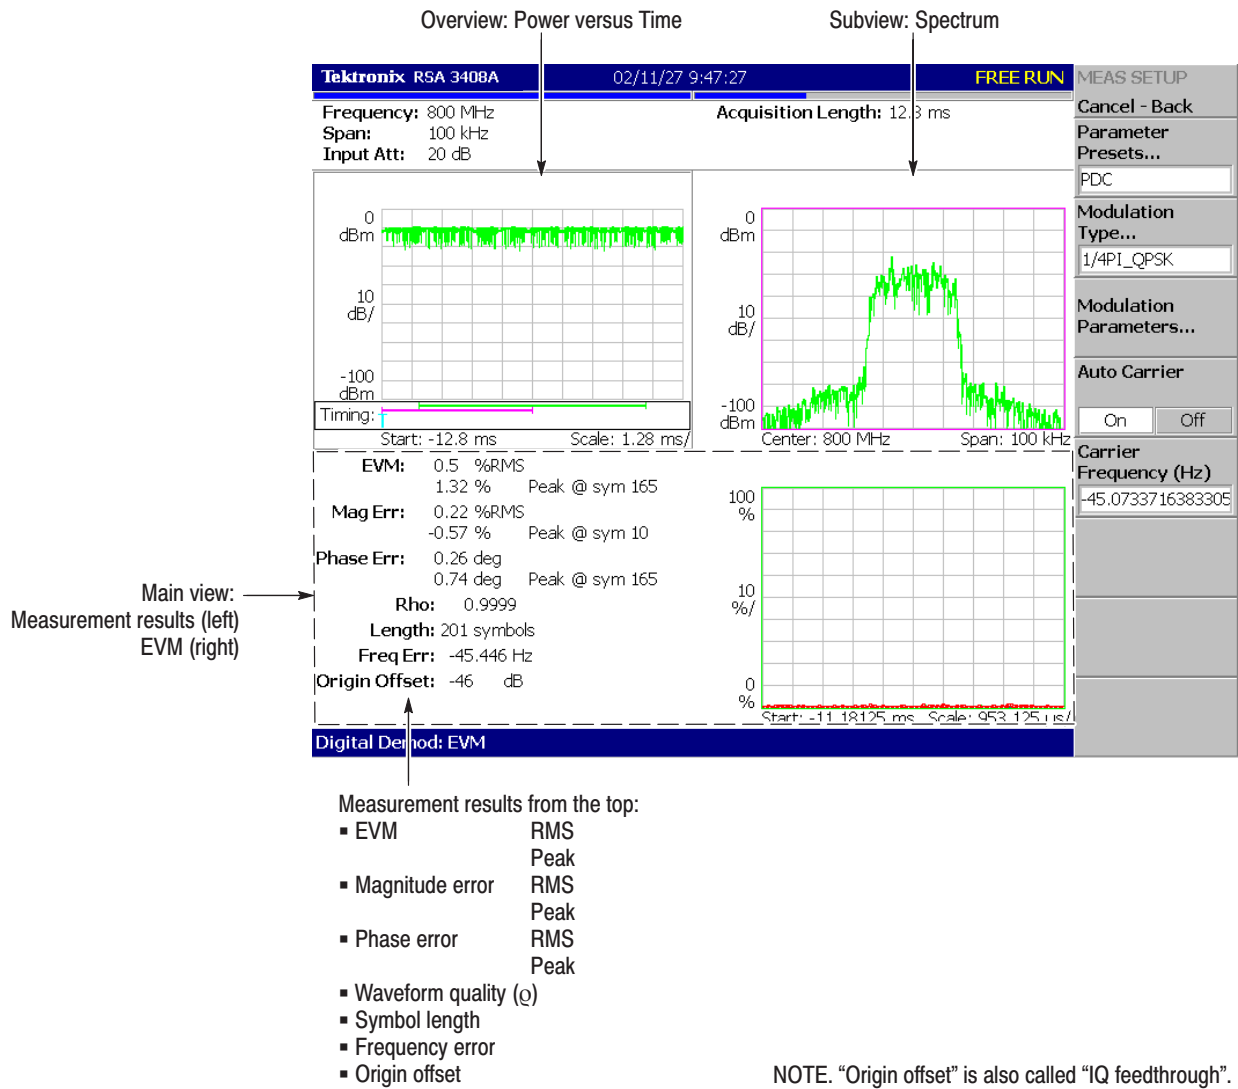 Overview: Power versus Time
Subview: Spectrum
Tektronix RSA 3408A 02/11/27 9:47:27 FREE RUN
Frequency: 800 MHz
Span: 100 kHz
Input Att: 20 dB
Acquisition Length: 12.8 ms
0
dBm
10
dB/
-100
dBm
Timing:
Start: -12.8 ms Scale: 1.28 ms/
0
dBm
10
dB/
-100
dBm
Center: 800 MHz Span: 100 kHz
EVM: 0.5 %RMS
1.32 % Peak @ sym 165
Mag Err: 0.22 %RMS
-0.57 % Peak @ sym 10
Phase Err: 0.26 deg
0.74 deg Peak @ sym 165
Rho: 0.9999
Length: 201 symbols
Freq Err: -45.446 Hz
Origin Offset: -46 dB
100
%
10
%/
0
%
Start: -11.18125 ms Scale: 953.125 us/
Digital Demod: EVM
MEAS SETUP
Cancel - Back
Parameter
Presets...
PDC
Modulation
Type...
1/4PI_QPSK
Modulation
Parameters...
Auto Carrier
On Off
Carrier
Frequency (Hz)
-45.0733716383305
Main view:
Measurement results (left)
EVM (right)
Measurement results from the top:
▪ EVM RMS
Peak
▪ Magnitude error RMS
Peak
▪ Phase error RMS
Peak
▪ Waveform quality (ϱ)
▪ Symbol length
▪ Frequency error
▪ Origin offset
NOTE. “Origin offset” is also called “IQ feedthrough”.